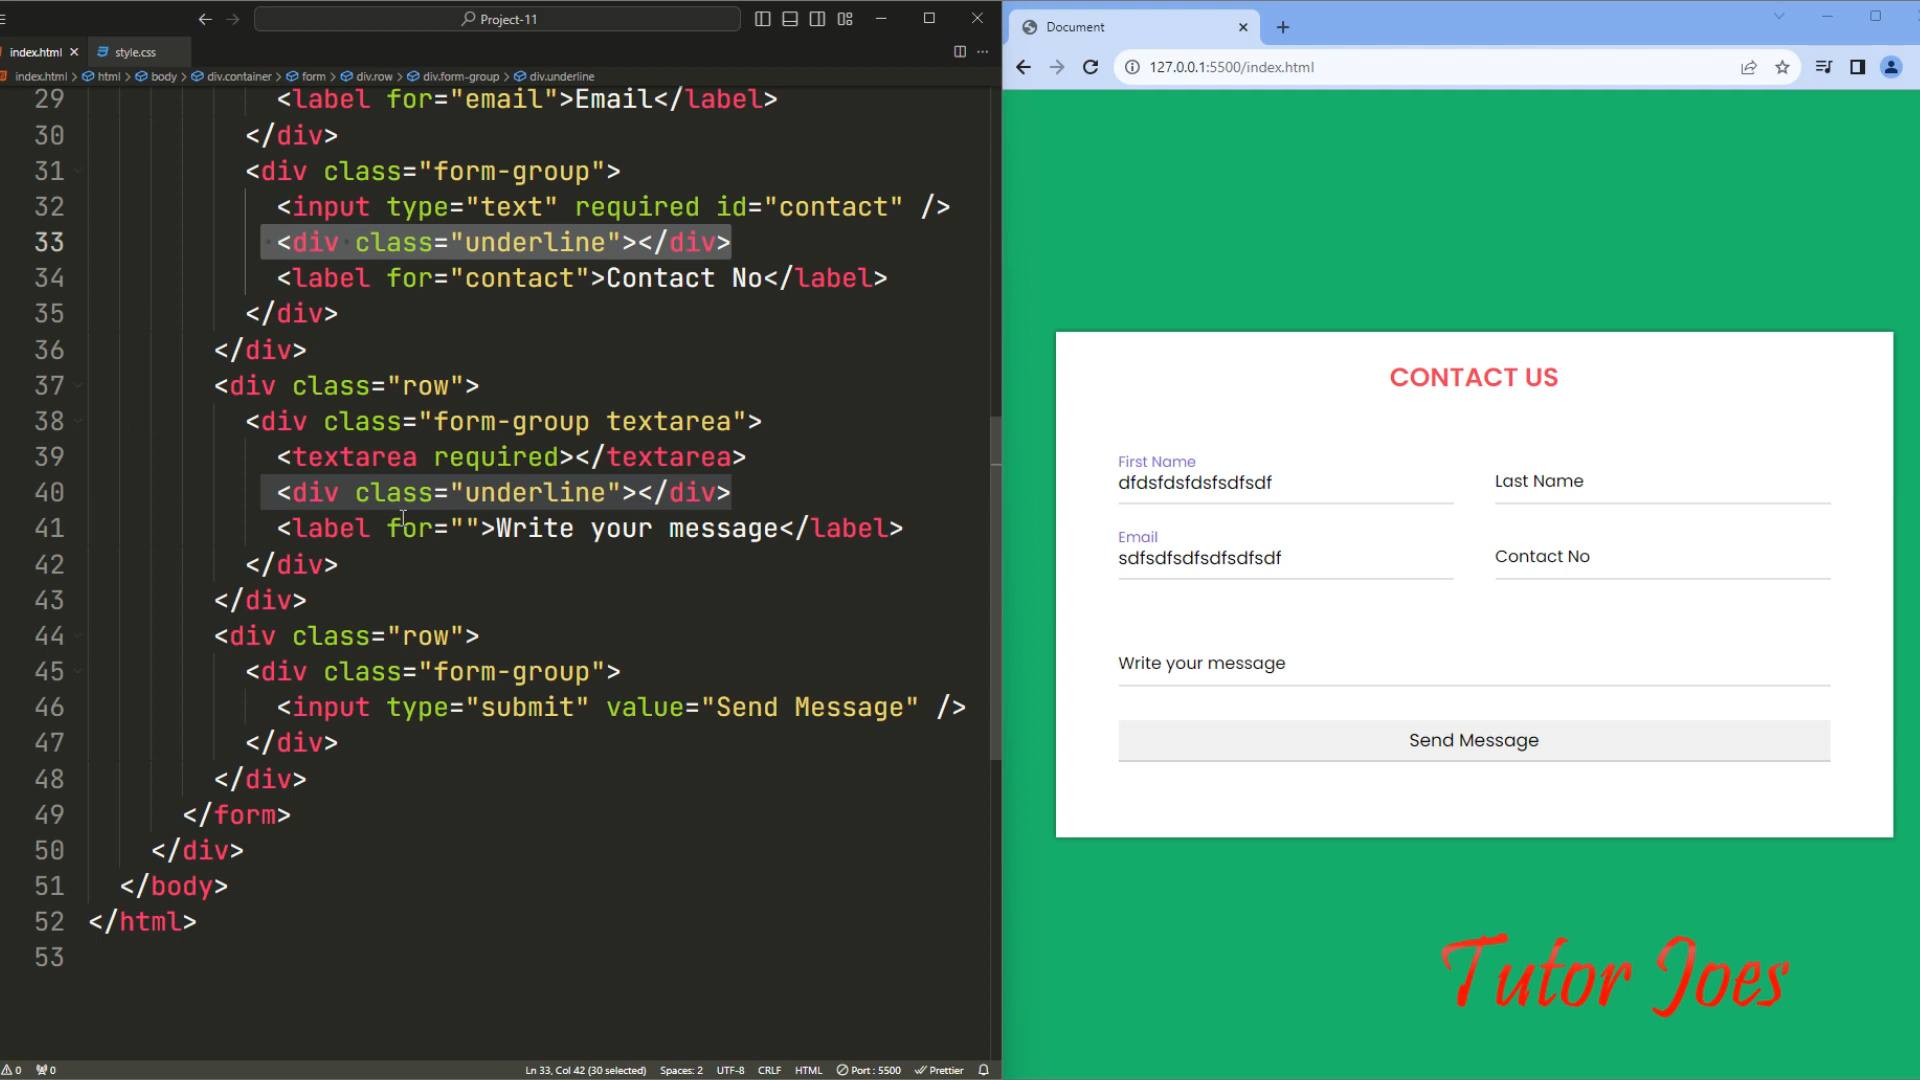 Project-11
index.html
style.css
index.html > html > body > div.container > form > div.row > div.form-group > div.underline
29 <label for="email">Email</label>
30 </div>
31 <div class="form-group">
32 <input type="text" required id="contact" />
33 <div class="underline"></div>
34 <label for="contact">Contact No</label>
35 </div>
36 </div>
37 <div class="row">
38 <div class="form-group textarea">
39 <textarea required></textarea>
40 <div class="underline"></div>
41 <label for="">Write your message</label>
42 </div>
43 </div>
44 <div class="row">
45 <div class="form-group">
46 <input type="submit" value="Send Message" />
47 </div>
48 </div>
49 </form>
50 </div>
51 </body>
52 </html>
53
0 0 Ln 33, Col 42 (30 selected) Spaces: 2 UTF-8 CRLF HTML Port : 5500 Prettier
Document
127.0.0.1:5500/index.html
CONTACT US
First Name
dfdsfdsfdsfsdfsdf
Last Name
Email
sdfsdfsdfsdfsdfsdf
Contact No
Write your message
Send Message
Tutor Joes